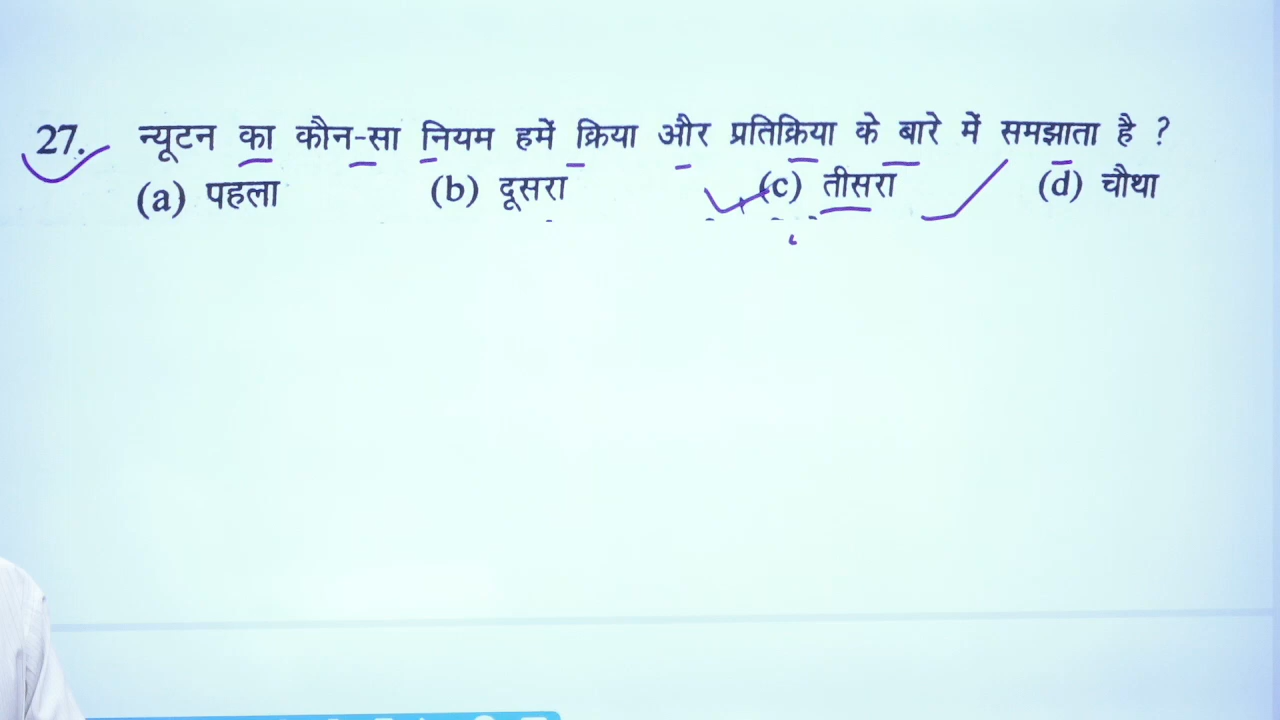 27. न्यूटन का कौन-सा नियम हमें क्रिया और प्रतिक्रिया के बारे में समझाता है ?
(a) पहला (b) दूसरा (c) तीसरा (d) चौथा